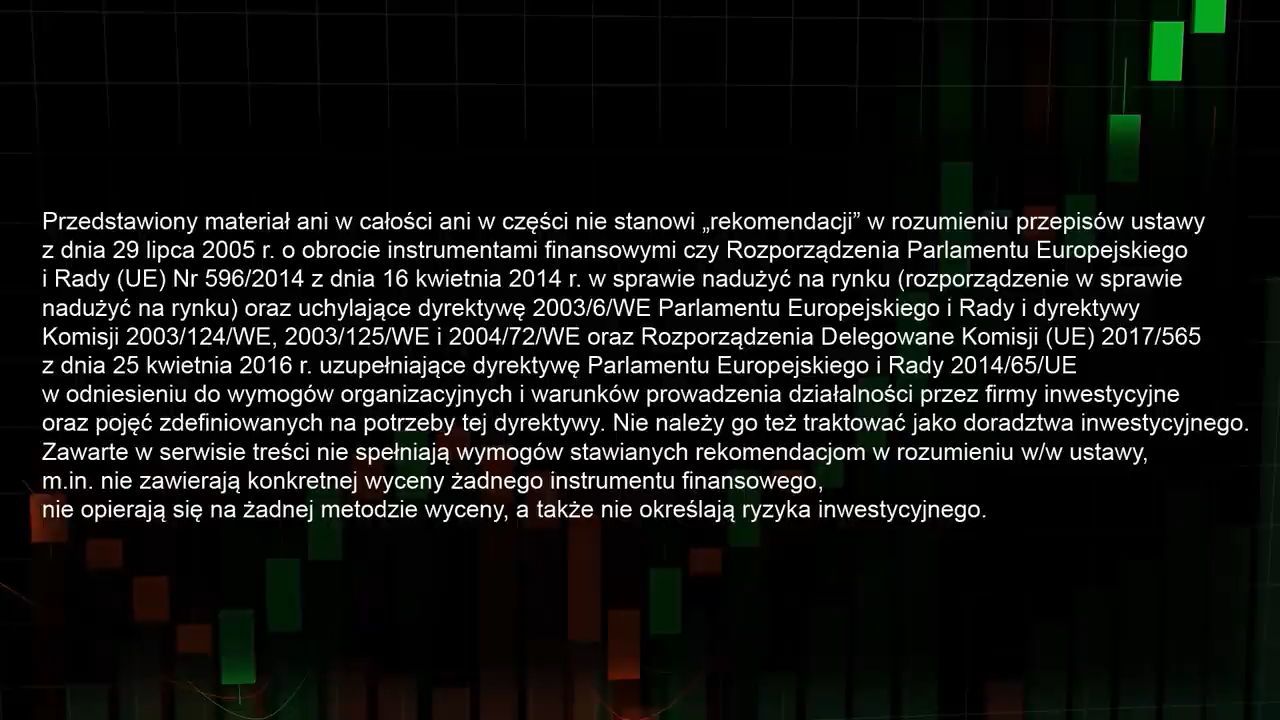 Przedstawiony materiał ani w całości ani w części nie stanowi „rekomendacji” w rozumieniu przepisów ustawy
z dnia 29 lipca 2005 r. o obrocie instrumentami finansowymi czy Rozporządzenia Parlamentu Europejskiego
i Rady (UE) Nr 596/2014 z dnia 16 kwietnia 2014 r. w sprawie nadużyć na rynku (rozporządzenie w sprawie
nadużyć na rynku) oraz uchylające dyrektywę 2003/6/WE Parlamentu Europejskiego i Rady i dyrektywy
Komisji 2003/124/WE, 2003/125/WE i 2004/72/WE oraz Rozporządzenia Delegowane Komisji (UE) 2017/565
z dnia 25 kwietnia 2016 r. uzupełniające dyrektywę Parlamentu Europejskiego i Rady 2014/65/UE
w odniesieniu do wymogów organizacyjnych i warunków prowadzenia działalności przez firmy inwestycyjne
oraz pojęć zdefiniowanych na potrzeby tej dyrektywy. Nie należy go też traktować jako doradztwa inwestycyjnego.
Zawarte w serwisie treści nie spełniają wymogów stawianych rekomendacjom w rozumieniu w/w ustawy,
m.in. nie zawierają konkretnej wyceny żadnego instrumentu finansowego,
nie opierają się na żadnej metodzie wyceny, a także nie określają ryzyka inwestycyjnego.